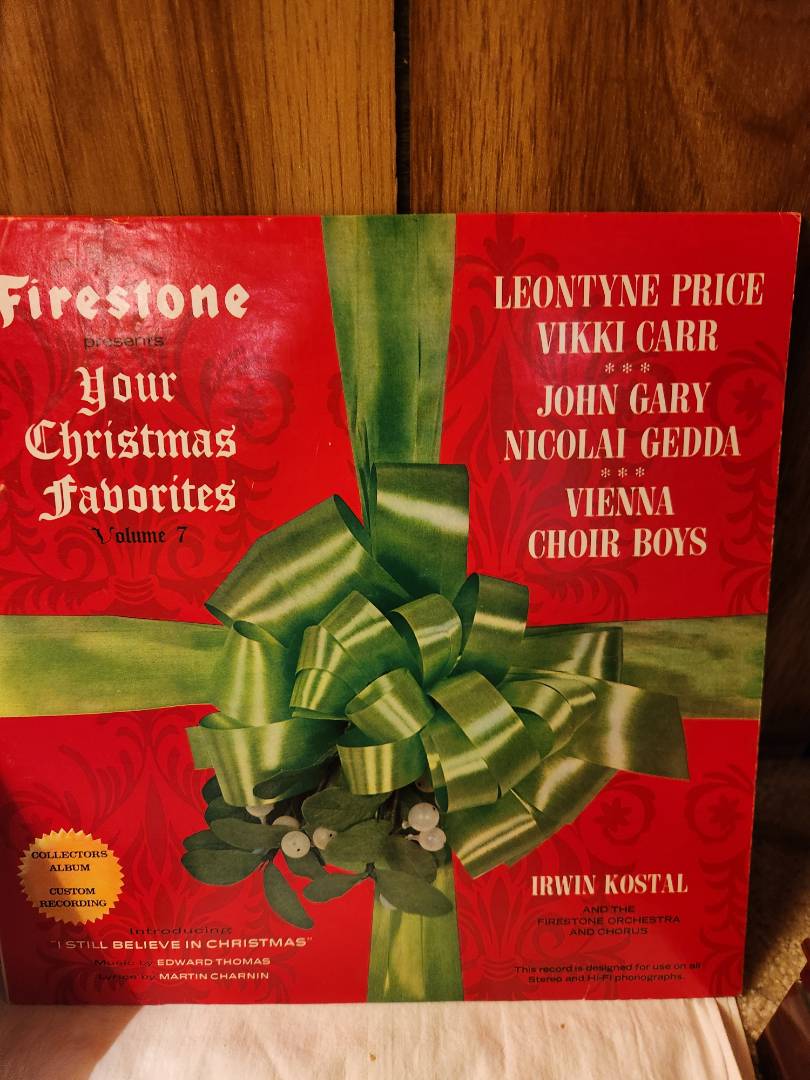 Firestone
presents
Your
Christmas
Favorites
Volume 7
LEONTYNE PRICE
VIKKI CARR
***
JOHN GARY
NICOLAI GEDDA
***
VIENNA
CHOIR BOYS
COLLECTORS
ALBUM
CUSTOM
RECORDING
Introducing
"I STILL BELIEVE IN CHRISTMAS"
Music by EDWARD THOMAS
Lyrics by MARTIN CHARNIN
IRWIN KOSTAL
AND THE
FIRESTONE ORCHESTRA
AND CHORUS
This record is designed for use on all
Stereo and Hi-Fi phonographs.